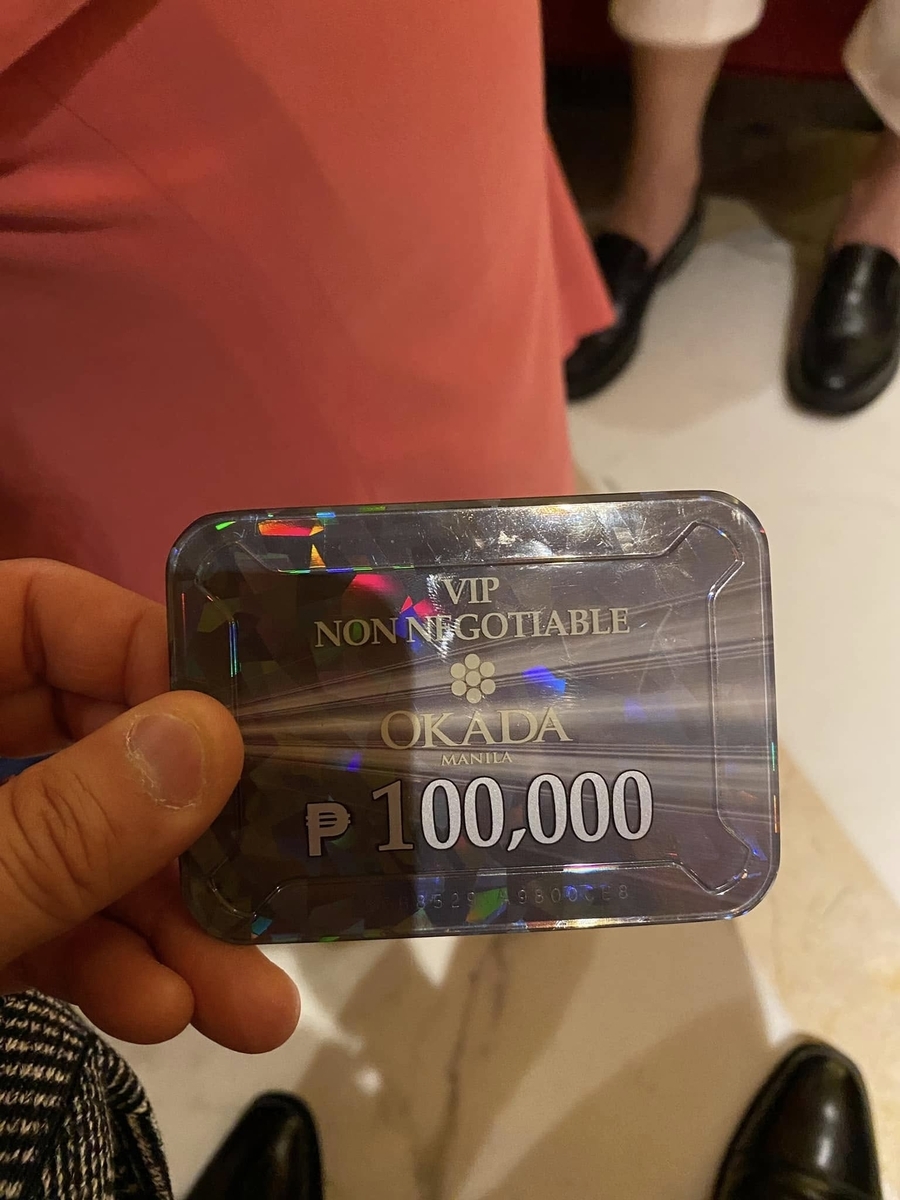 VIP
NON NEGOTIABLE
OKADA
MANILA
₱ 100,000